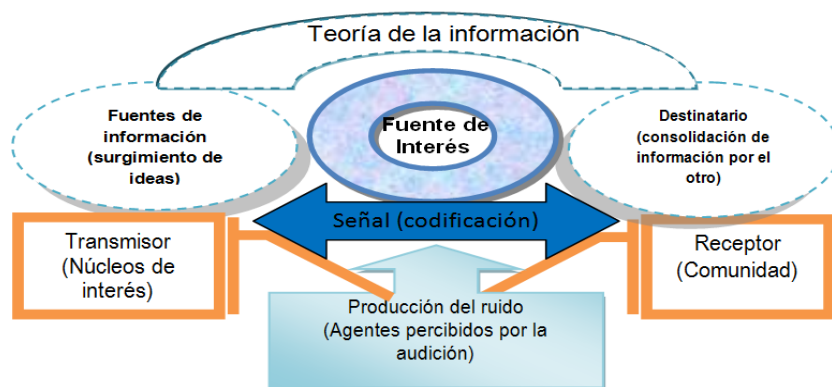 Teoría de la información
Fuentes de
información
(surgimiento de
ideas)
Fuente de
Interés
Destinatario
(consolidación de
información por el
otro)
Señal (codificación)
Transmisor
(Núcleos de
interés)
Receptor
(Comunidad)
Producción del ruido
(Agentes percibidos por la
audición)